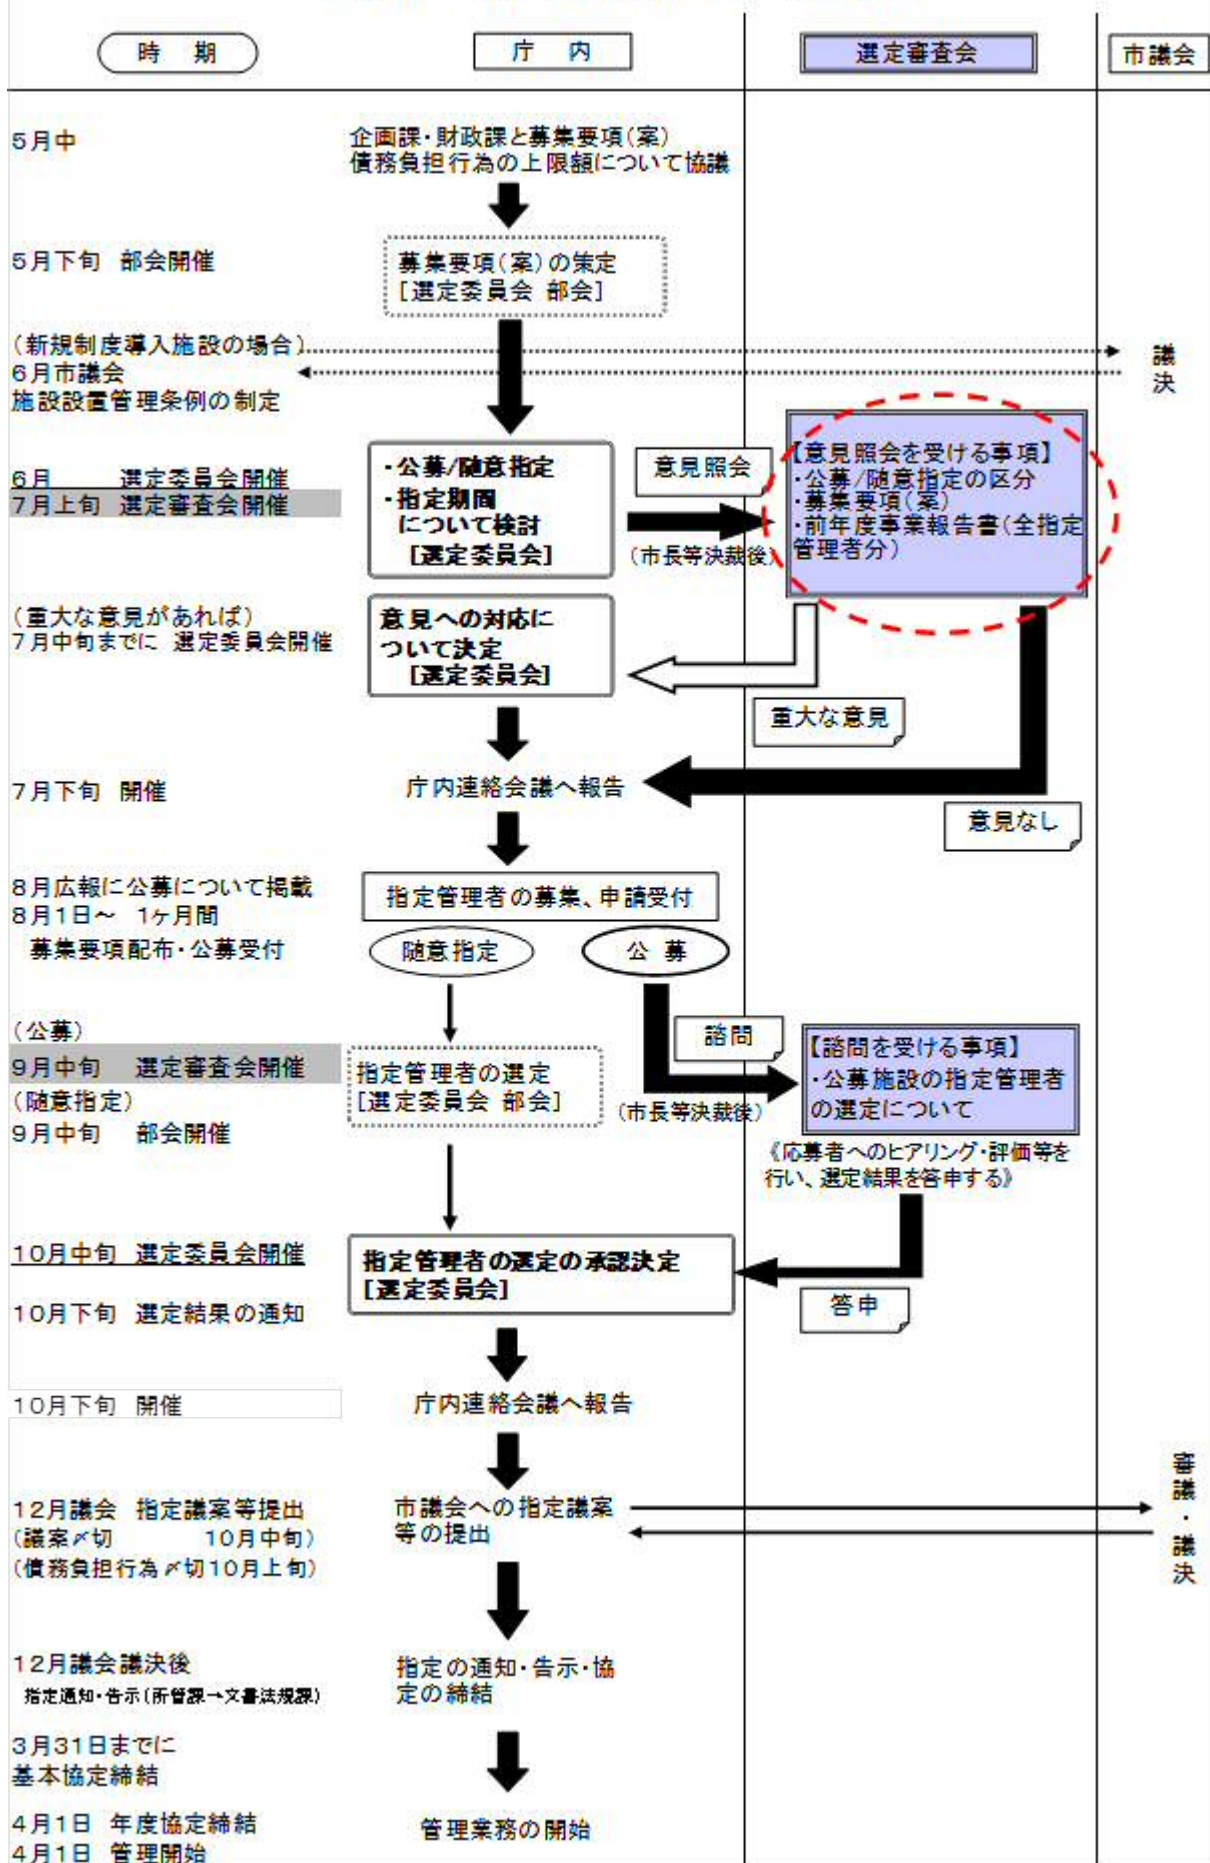 時 期
庁 内
選定審査会
市議会
5月中
企画課・財政課と募集要項(案)
債務負担行為の上限額について協議
5月下旬 部会開催
募集要項(案)の策定
[選定委員会 部会]
(新規制度導入施設の場合)
6月市議会
施設設置管理条例の制定
議決
6月 選定委員会開催
7月上旬 選定審査会開催
・公募/随意指定
・指定期間
について検討
[選定委員会]
意見照会
(市長等決裁後)
【意見照会を受ける事項】
・公募/随意指定の区分
・募集要項(案)
・前年度事業報告書(全指定
管理者分)
(重大な意見があれば)
7月中旬までに 選定委員会開催
意見への対応に
ついて決定
[選定委員会]
重大な意見
7月下旬 開催
庁内連絡会議へ報告
意見なし
8月広報に公募について掲載
8月1日～ 1ヶ月間
募集要項配布・公募受付
指定管理者の募集、申請受付
随意指定
公 募
(公募)
9月中旬 選定審査会開催
(随意指定)
9月中旬 部会開催
指定管理者の選定
[選定委員会 部会]
諮問
(市長等決裁後)
【諮問を受ける事項】
・公募施設の指定管理者
の選定について
《応募者へのヒアリング・評価等を
行い、選定結果を答申する》
10月中旬 選定委員会開催
10月下旬 選定結果の通知
指定管理者の選定の承認決定
[選定委員会]
答申
10月下旬 開催
庁内連絡会議へ報告
12月議会 指定議案等提出
(議案〆切 10月中旬)
(債務負担行為〆切10月上旬)
市議会への指定議案
等の提出
審議・議決
12月議会議決後
指定通知・告示(所管課→文書法規課)
指定の通知・告示・協
定の締結
3月31日までに
基本協定締結
4月1日 年度協定締結
4月1日 管理開始
管理業務の開始